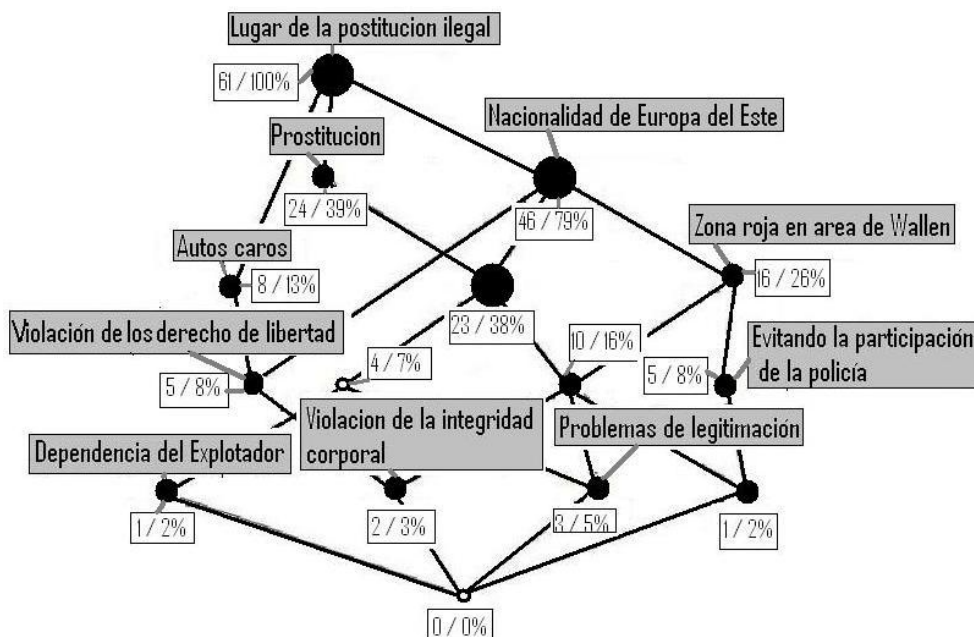 Lugar de la postitucion ilegal
61 / 100%
Nacionalidad de Europa del Este
Prostitucion
24 / 39%
46 / 79%
Zona roja en area de Wallen
Autos caros
8 / 13%
16 / 26%
Violación de los derecho de libertad
23 / 38%
10 / 16%
Evitando la participación
de la policía
4 / 7%
5 / 8%
5 / 8%
Violacion de la integridad
corporal
Problemas de legitimación
Dependencia del Explotador
1 / 2%
2 / 3%
3 / 5%
1 / 2%
0 / 0%